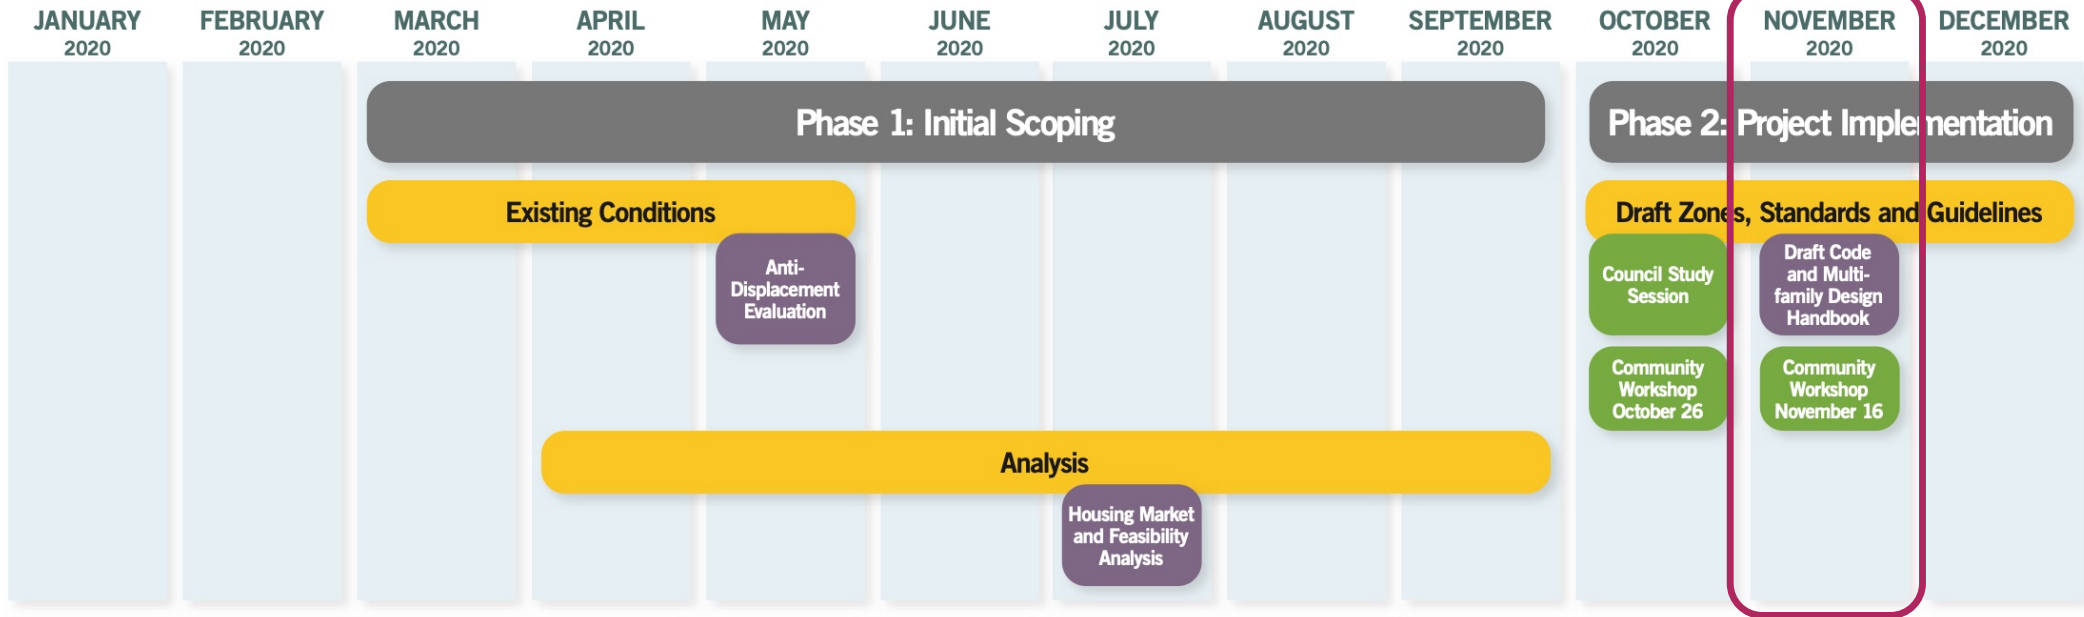 JANUARY
2020
FEBRUARY
2020
MARCH
2020
APRIL
2020
MAY
2020
JUNE
2020
JULY
2020
AUGUST
2020
SEPTEMBER
2020
OCTOBER
2020
NOVEMBER
2020
DECEMBER
2020
Phase 1: Initial Scoping
Phase 2: Project Implementation
Existing Conditions
Draft Zones, Standards and Guidelines
Anti-
Displacement
Evaluation
Council Study
Session
Draft Code
and Multi-
family Design
Handbook
Community
Workshop
October 26
Community
Workshop
November 16
Analysis
Housing Market
and Feasibility
Analysis